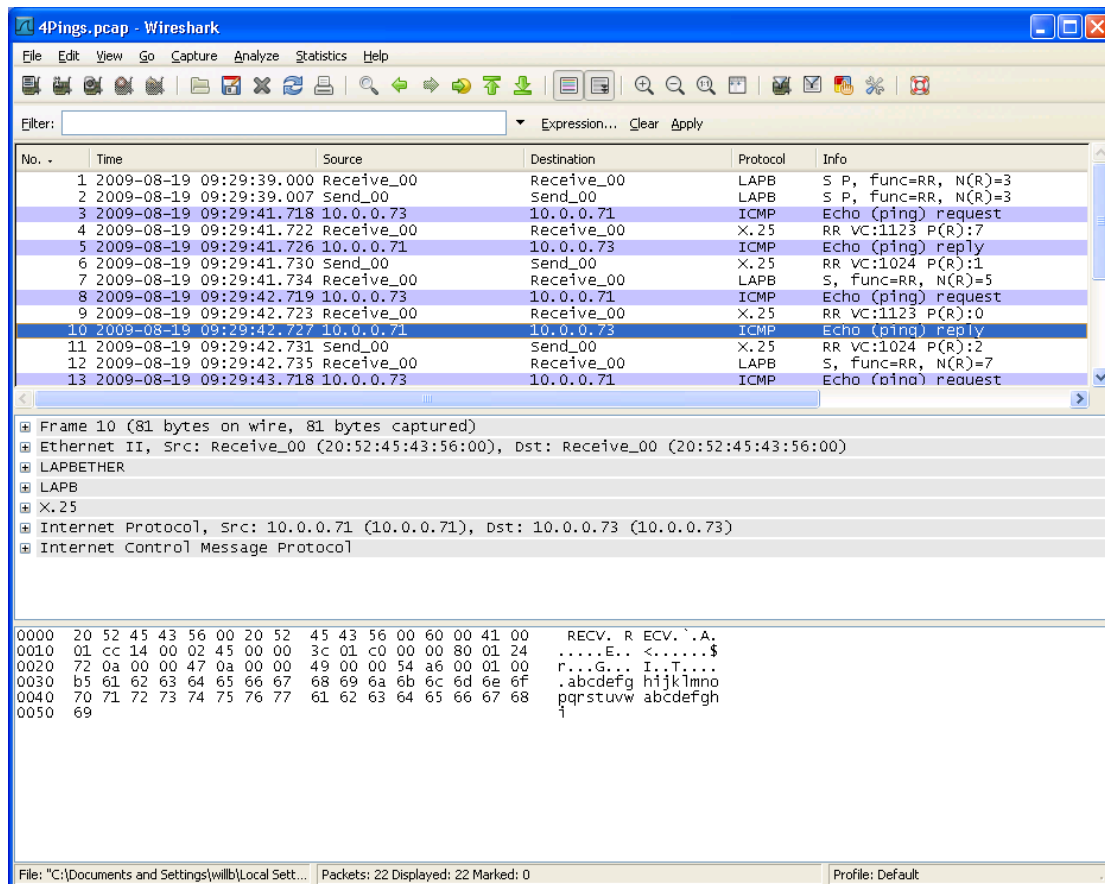 4Pings.pcap - Wireshark
File Edit View Go Capture Analyze Statistics Help
Filter: Expression... Clear Apply
No. Time Source Destination Protocol Info
1 2009-08-19 09:29:39.000 Receive_00 Receive_00 LAPB S P, func=RR, N(R)=3
2 2009-08-19 09:29:39.007 Send_00 Send_00 LAPB S P, func=RR, N(R)=3
3 2009-08-19 09:29:41.718 10.0.0.73 10.0.0.71 ICMP Echo (ping) request
4 2009-08-19 09:29:41.722 Receive_00 Receive_00 X.25 RR VC:1123 P(R):7
5 2009-08-19 09:29:41.726 10.0.0.71 10.0.0.73 ICMP Echo (ping) reply
6 2009-08-19 09:29:41.730 Send_00 Send_00 X.25 RR VC:1024 P(R):1
7 2009-08-19 09:29:41.734 Receive_00 Receive_00 LAPB S, func=RR, N(R)=5
8 2009-08-19 09:29:42.719 10.0.0.73 10.0.0.71 ICMP Echo (ping) request
9 2009-08-19 09:29:42.723 Receive_00 Receive_00 X.25 RR VC:1123 P(R):0
10 2009-08-19 09:29:42.727 10.0.0.71 10.0.0.73 ICMP Echo (ping) reply
11 2009-08-19 09:29:42.731 Send_00 Send_00 X.25 RR VC:1024 P(R):2
12 2009-08-19 09:29:42.735 Receive_00 Receive_00 LAPB S, func=RR, N(R)=7
13 2009-08-19 09:29:43.718 10.0.0.73 10.0.0.71 ICMP Echo (ping) request
Frame 10 (81 bytes on wire, 81 bytes captured)
Ethernet II, Src: Receive_00 (20:52:45:43:56:00), Dst: Receive_00 (20:52:45:43:56:00)
LAPBETHER
LAPB
X.25
Internet Protocol, Src: 10.0.0.71 (10.0.0.71), Dst: 10.0.0.73 (10.0.0.73)
Internet Control Message Protocol
0000 20 52 45 43 56 00 20 52 45 43 56 00 60 00 41 00 RECV. R ECV.`.A.
0010 01 cc 14 00 02 45 00 00 3c 01 c0 00 00 80 01 24 .....E.. <......$
0020 72 0a 00 00 47 0a 00 00 49 00 00 54 a6 00 01 00 r...G... I..T....
0030 b5 61 62 63 64 65 66 67 68 69 6a 6b 6c 6d 6e 6f .abcdefg hijklmno
0040 70 71 72 73 74 75 76 77 61 62 63 64 65 66 67 68 pqrstuvw abcdefgh
0050 69 i
File: "C:\Documents and Settings\willb\Local Sett... Packets: 22 Displayed: 22 Marked: 0 Profile: Default